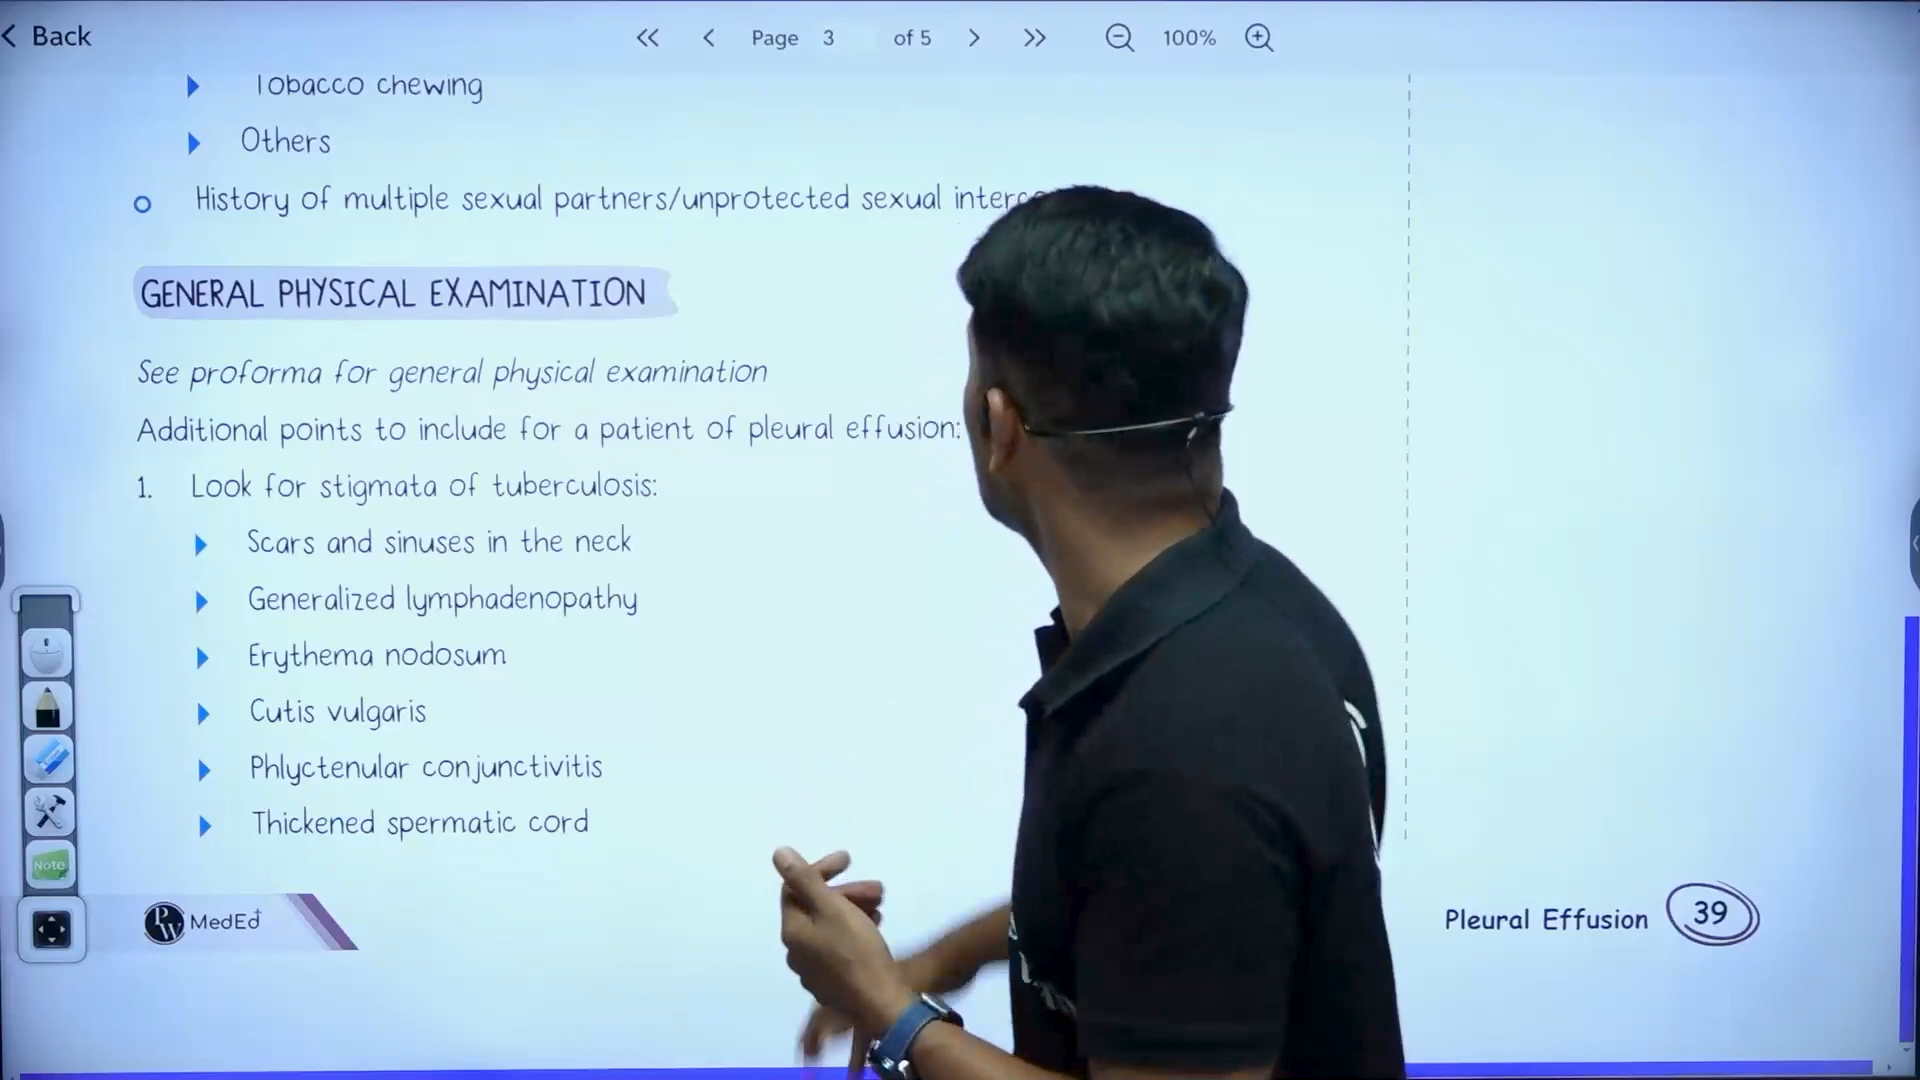 Back
Page 3 of 5
100%
Tobacco chewing
Others
History of multiple sexual partners/unprotected sexual
GENERAL PHYSICAL EXAMINATION
See proforma for general physical examination
Additional points to include for a patient of pleural effusion:
1. Look for stigmata of tuberculosis:
Scars and sinuses in the neck
Generalized lymphadenopathy
Erythema nodosum
Cutis vulgaris
Phlyctenular conjunctivitis
Thickened spermatic cord
Note
PW MedEd
Pleural Effusion 39